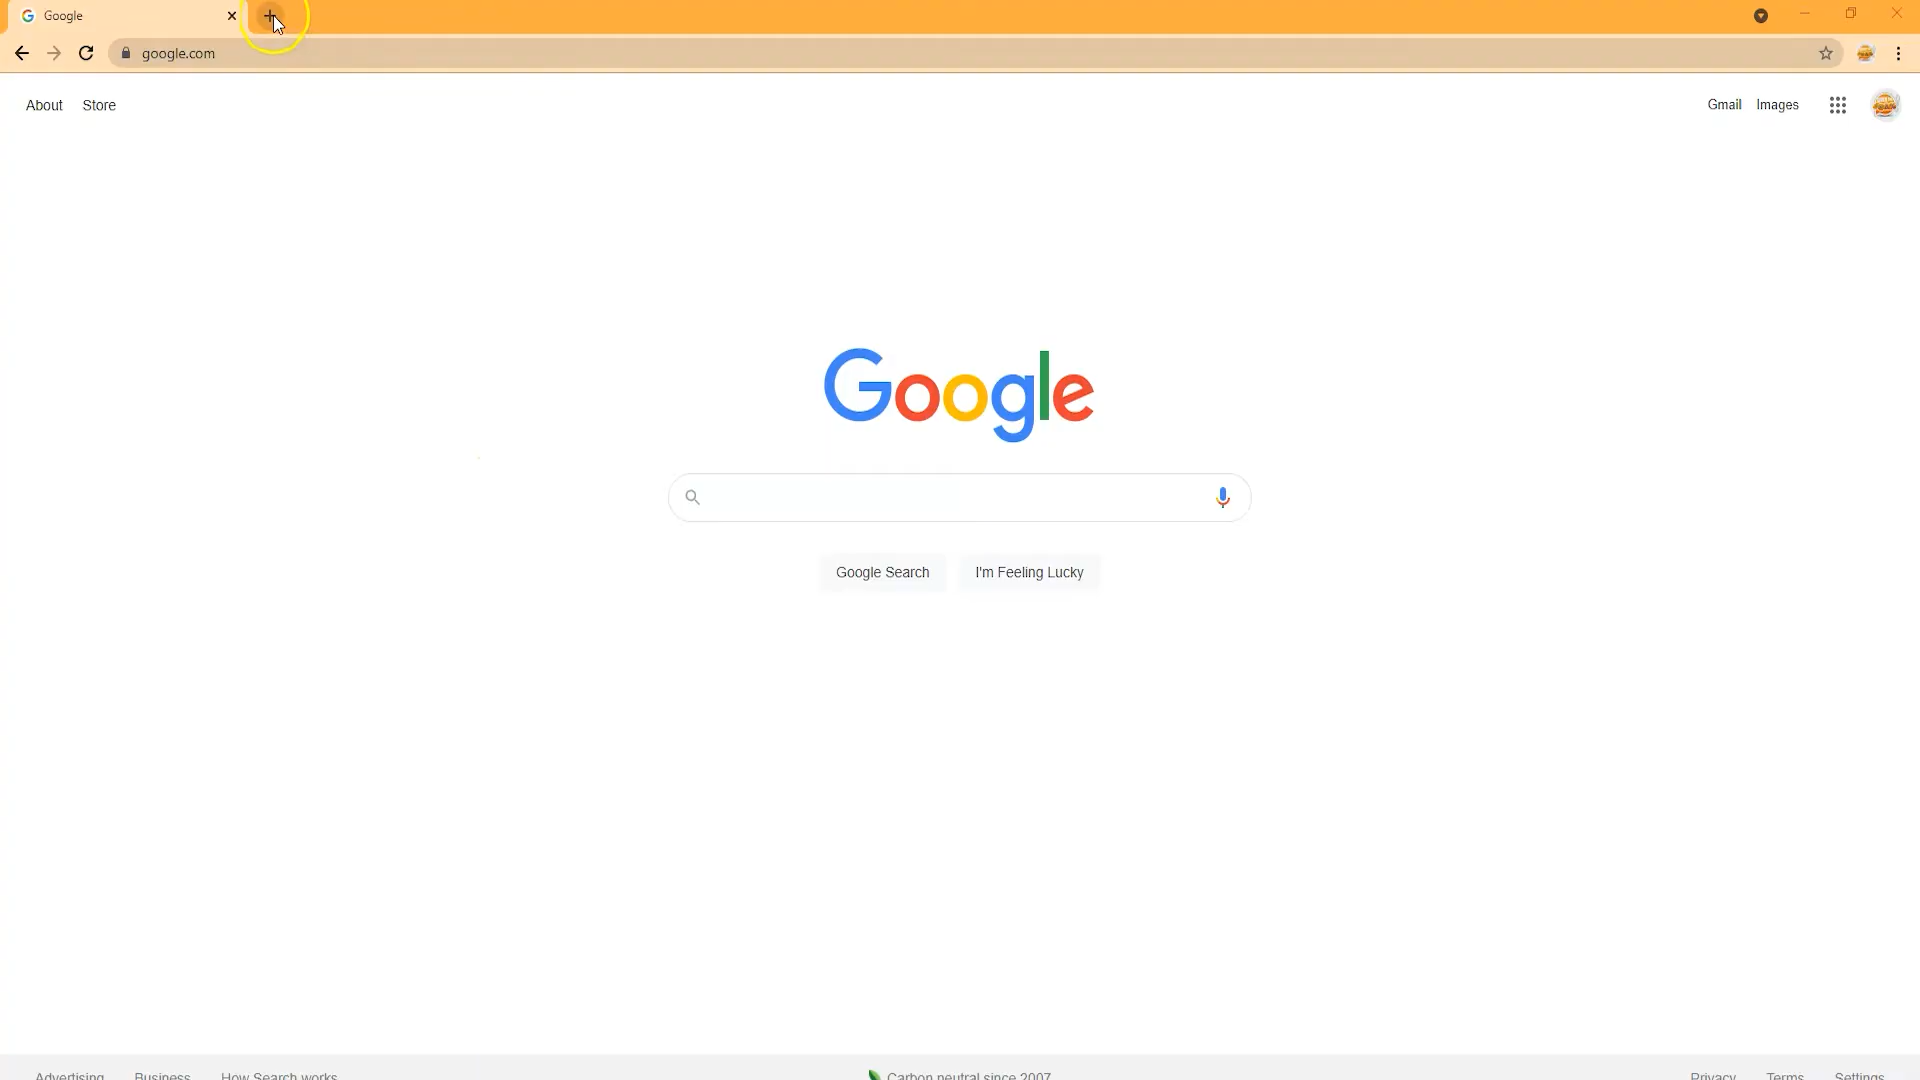 Google
google.com
About Store
Gmail Images
Google
Google Search I'm Feeling Lucky
Advertising Business How Search works
Carbon neutral since 2007
Privacy Terms Settings